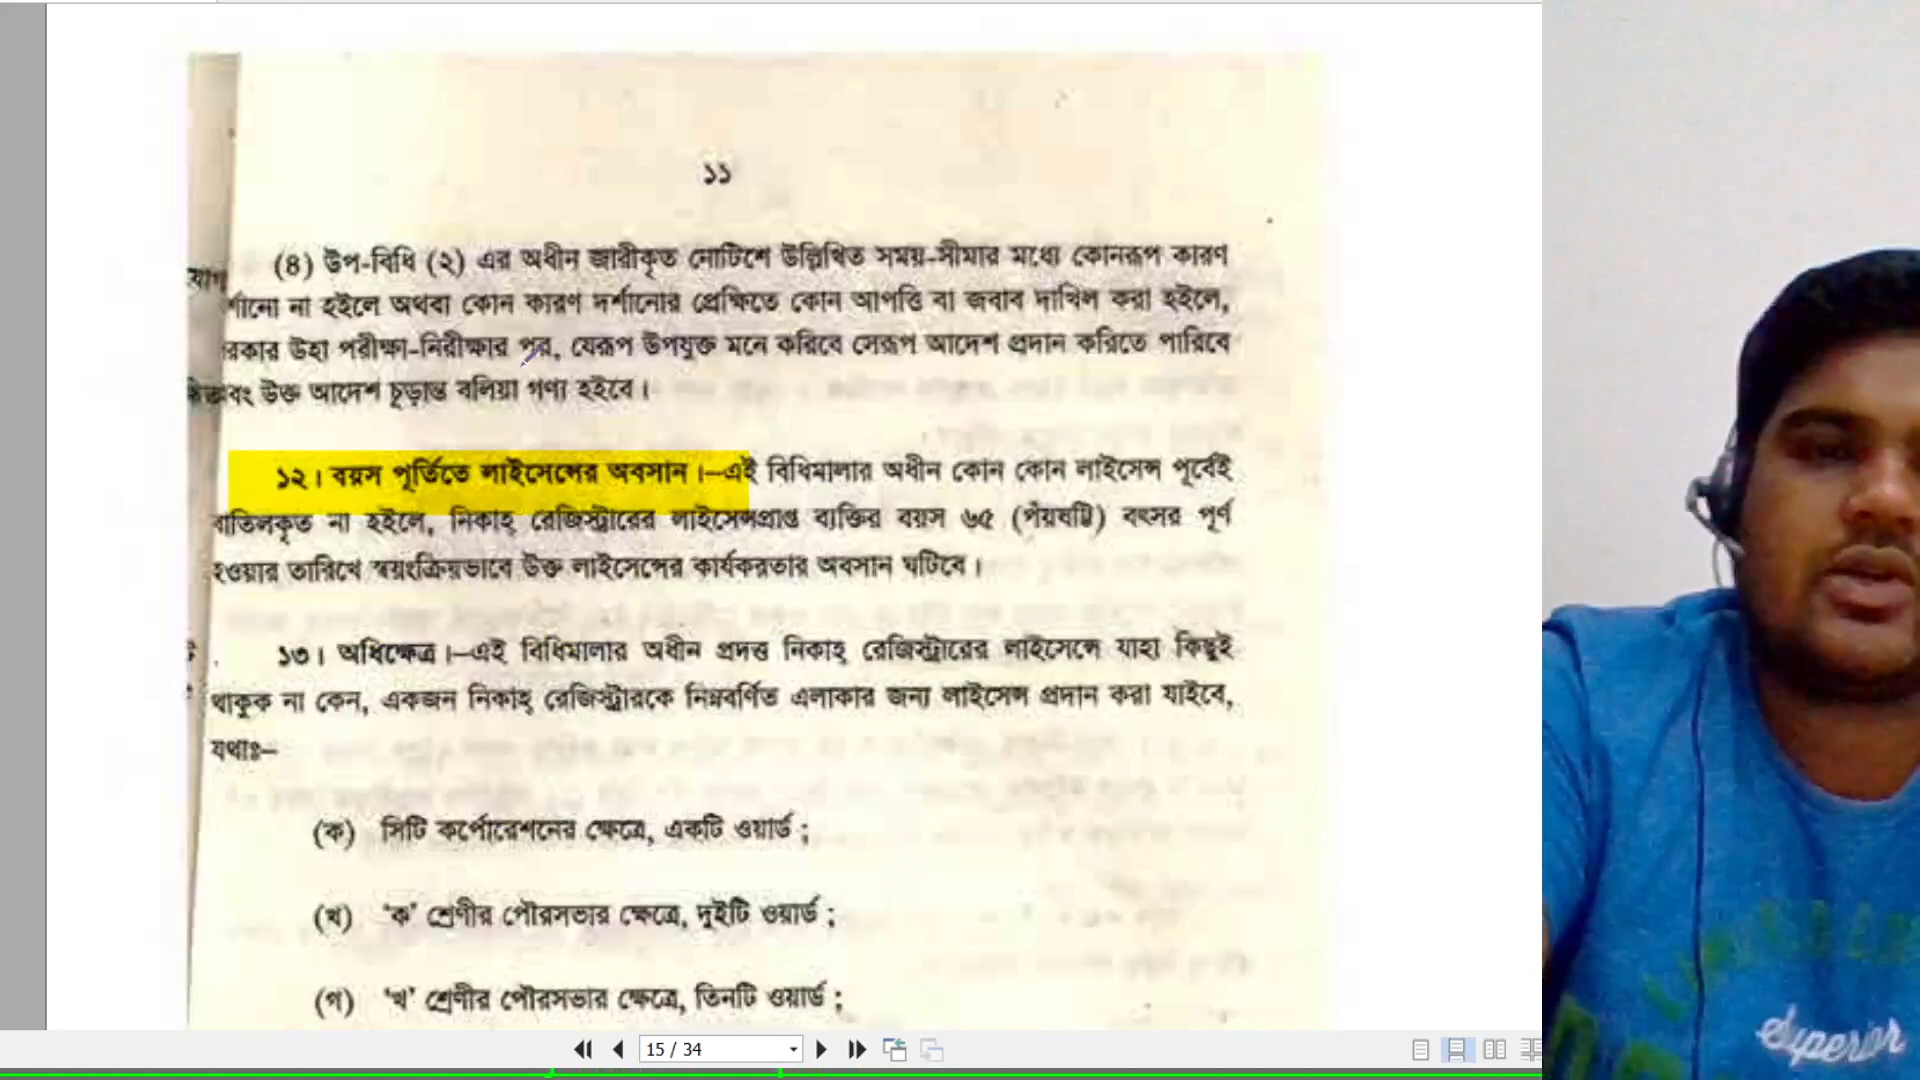 ১১
(৪) উপ-বিধি (২) এর অধীন জারীকৃত নোটিশে উল্লিখিত সময়-সীমার মধ্যে কোনরূপ কারণ
র্শানো না হইলে অথবা কোন কারণ দর্শানোর প্রেক্ষিতে কোন আপত্তি বা জবাব দাখিল করা হইলে,
রকার উহা পরীক্ষা-নিরীক্ষার পর, যেরূপ উপযুক্ত মনে করিবে সেরূপ আদেশ প্রদান করিতে পারিবে
বং উক্ত আদেশ চূড়ান্ত বলিয়া গণ্য হইবে।
১২। বয়স পূর্তিতে লাইসেন্সের অবসান।–এই বিধিমালার অধীন কোন কোন লাইসেন্স পূর্বেই
বাতিলকৃত না হইলে, নিকাহ্ রেজিস্ট্রারের লাইসেন্সপ্রাপ্ত ব্যক্তির বয়স ৬৫ (পঁয়ষট্টি) বৎসর পূর্ণ
হওয়ার তারিখে স্বয়ংক্রিয়ভাবে উক্ত লাইসেন্সের কার্যকরতার অবসান ঘটিবে।
১৩। অধিক্ষেত্র।–এই বিধিমালার অধীন প্রদত্ত নিকাহ্ রেজিস্ট্রারের লাইসেন্সে যাহা কিছুই
থাকুক না কেন, একজন নিকাহ্ রেজিস্ট্রারকে নিম্নবর্ণিত এলাকার জন্য লাইসেন্স প্রদান করা যাইবে,
যথাঃ–
(ক) সিটি কর্পোরেশনের ক্ষেত্রে, একটি ওয়ার্ড ;
(খ) ‘ক’ শ্রেণীর পৌরসভার ক্ষেত্রে, দুইটি ওয়ার্ড ;
(গ) ‘খ’ শ্রেণীর পৌরসভার ক্ষেত্রে, তিনটি ওয়ার্ড ;
15 / 34
Superior